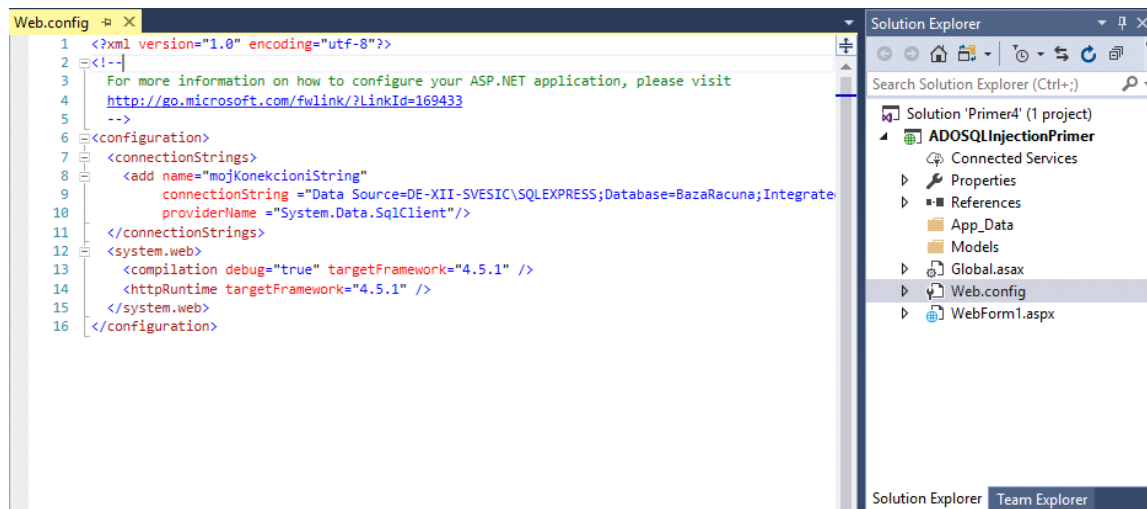 Web.config
1 <?xml version="1.0" encoding="utf-8"?>
2 <!--
3 For more information on how to configure your ASP.NET application, please visit
4 http://go.microsoft.com/fwlink/?LinkId=169433
5 -->
6 <configuration>
7 <connectionStrings>
8 <add name="mojKonekcioniString"
9 connectionString ="Data Source=DE-XII-SVESIC\SQLEXPRESS;Database=BazaRacuna;Integrate
10 providerName ="System.Data.SqlClient"/>
11 </connectionStrings>
12 <system.web>
13 <compilation debug="true" targetFramework="4.5.1" />
14 <httpRuntime targetFramework="4.5.1" />
15 </system.web>
16 </configuration>
Solution Explorer
Search Solution Explorer (Ctrl+;)
Solution 'Primer4' (1 project)
ADOSQLInjectionPrimer
Connected Services
Properties
References
App_Data
Models
Global.asax
Web.config
WebForm1.aspx
Solution Explorer Team Explorer